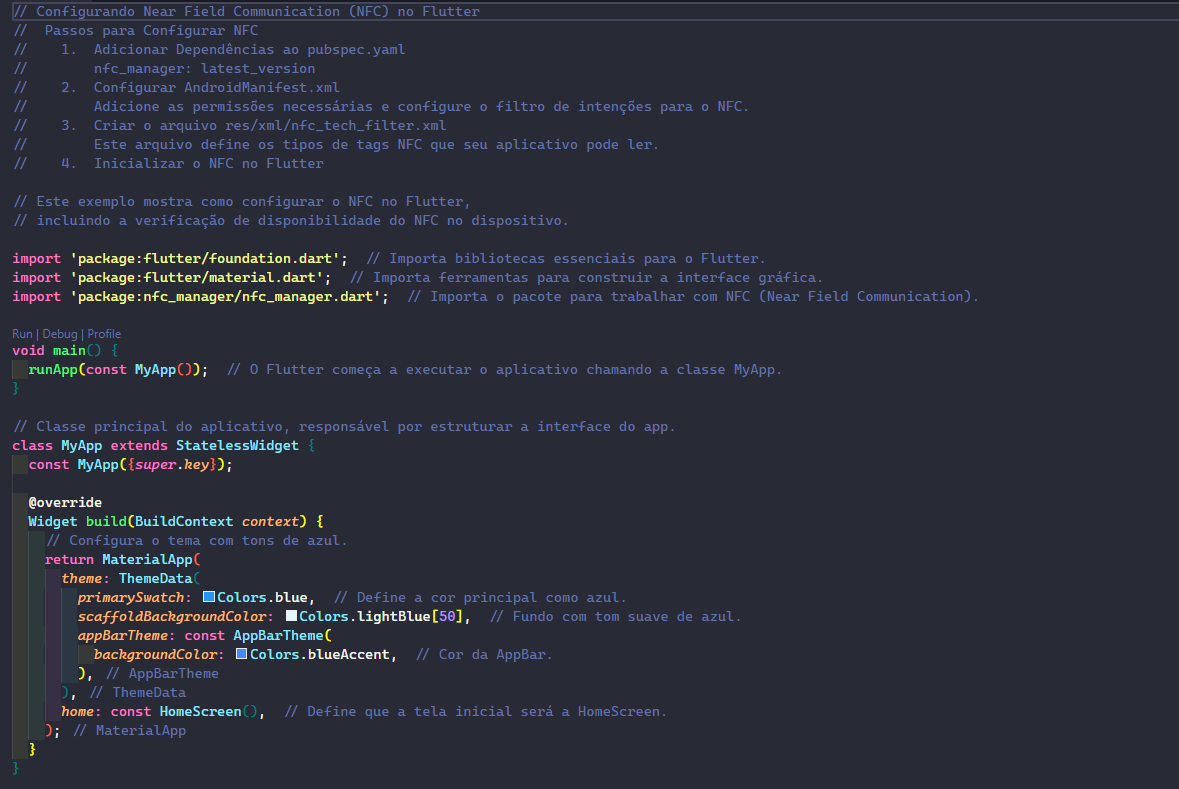 // Configurando Near Field Communication (NFC) no Flutter
//  Passos para Configurar NFC
//    1.  Adicionar Dependências ao pubspec.yaml
//        nfc_manager: latest_version
//    2.  Configurar AndroidManifest.xml
//        Adicione as permissões necessárias e configure o filtro de intenções para o NFC.
//    3.  Criar o arquivo res/xml/nfc_tech_filter.xml
//        Este arquivo define os tipos de tags NFC que seu aplicativo pode ler.
//    4.  Inicializar o NFC no Flutter

// Este exemplo mostra como configurar o NFC no Flutter,
// incluindo a verificação de disponibilidade do NFC no dispositivo.

import 'package:flutter/foundation.dart';  // Importa bibliotecas essenciais para o Flutter.
import 'package:flutter/material.dart';  // Importa ferramentas para construir a interface gráfica.
import 'package:nfc_manager/nfc_manager.dart';  // Importa o pacote para trabalhar com NFC (Near Field Communication).

Run | Debug | Profile
void main() {
  runApp(const MyApp());  // O Flutter começa a executar o aplicativo chamando a classe MyApp.
}

// Classe principal do aplicativo, responsável por estruturar a interface do app.
class MyApp extends StatelessWidget {
  const MyApp({super.key});

  @override
  Widget build(BuildContext context) {
    // Configura o tema com tons de azul.
    return MaterialApp(
      theme: ThemeData(
        primarySwatch: Colors.blue,  // Define a cor principal como azul.
        scaffoldBackgroundColor: Colors.lightBlue[50],  // Fundo com tom suave de azul.
        appBarTheme: const AppBarTheme(
          backgroundColor: Colors.blueAccent,  // Cor da AppBar.
        ), // AppBarTheme
      ), // ThemeData
      home: const HomeScreen(),  // Define que a tela inicial será a HomeScreen.
    ); // MaterialApp
  }
}